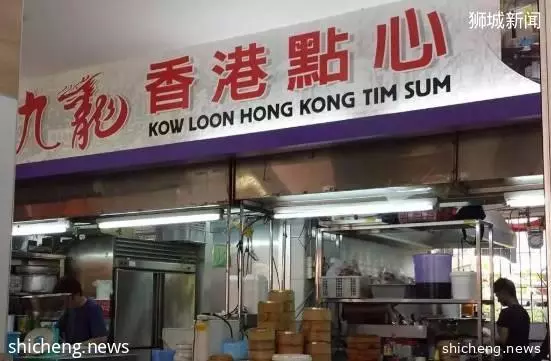 狮城新闻
九龍 香港點心
KOW LOON HONG KONG TIM SUM
shicheng.news
shicheng.news